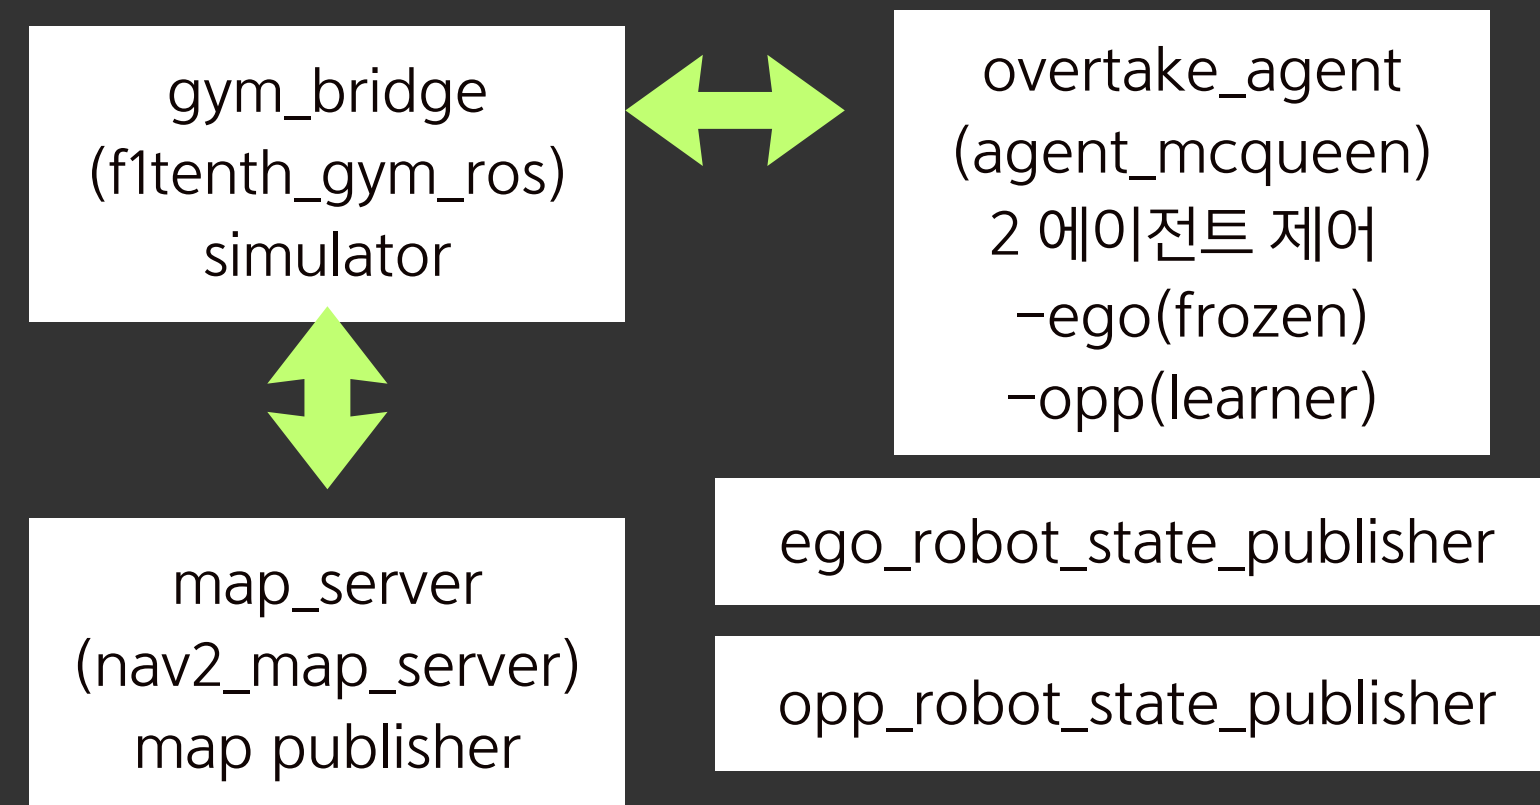 gym_bridge
(f1tenth_gym_ros)
simulator
overtake_agent
(agent_mcqueen)
2 에이전트 제어
-ego(frozen)
-opp(learner)
map_server
(nav2_map_server)
map publisher
ego_robot_state_publisher
opp_robot_state_publisher